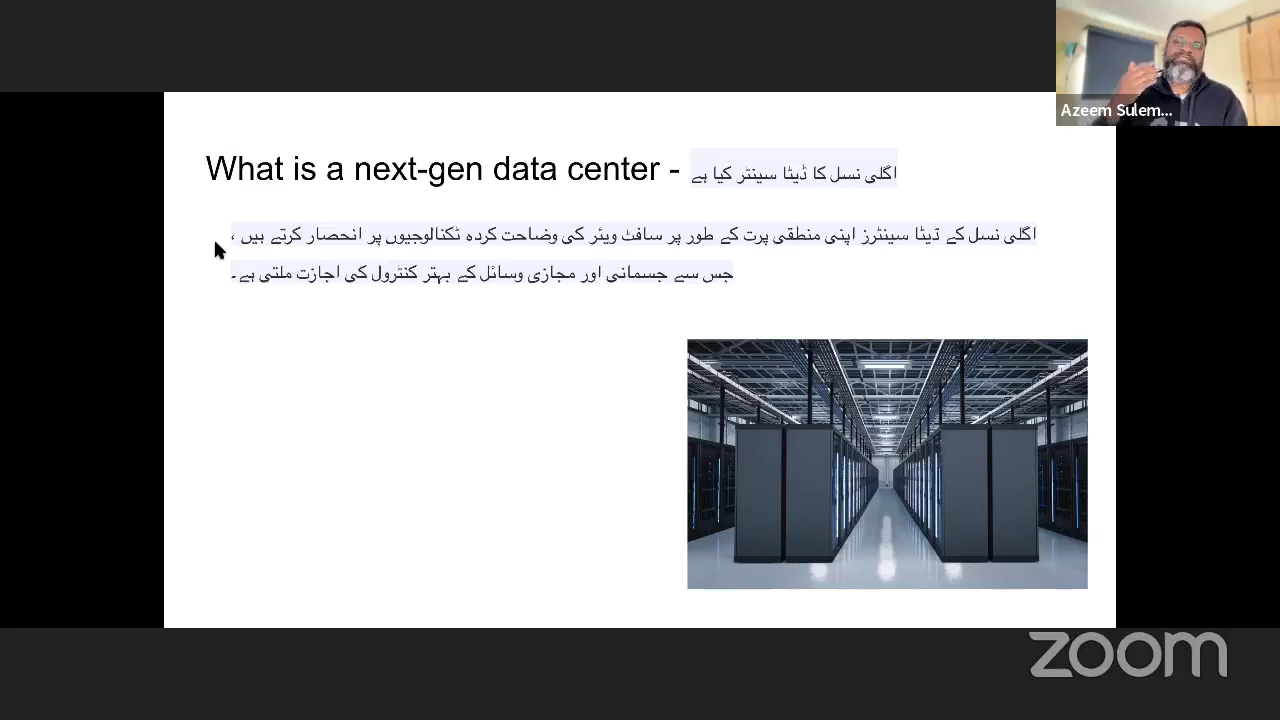 Azeem Sulem...
What is a next-gen data center - اگلی نسل کا ڈیٹا سینٹر کیا ہے
اگلی نسل کے ڈیٹا سینٹرز اپنی منطقی پرت کے طور پر سافٹ ویئر کی وضاحت کردہ ٹکنالوجیوں پر انحصار کرتے ہیں ،
جس سے جسمانی اور مجازی وسائل کے بہتر کنٹرول کی اجازت ملتی ہے۔
zoom